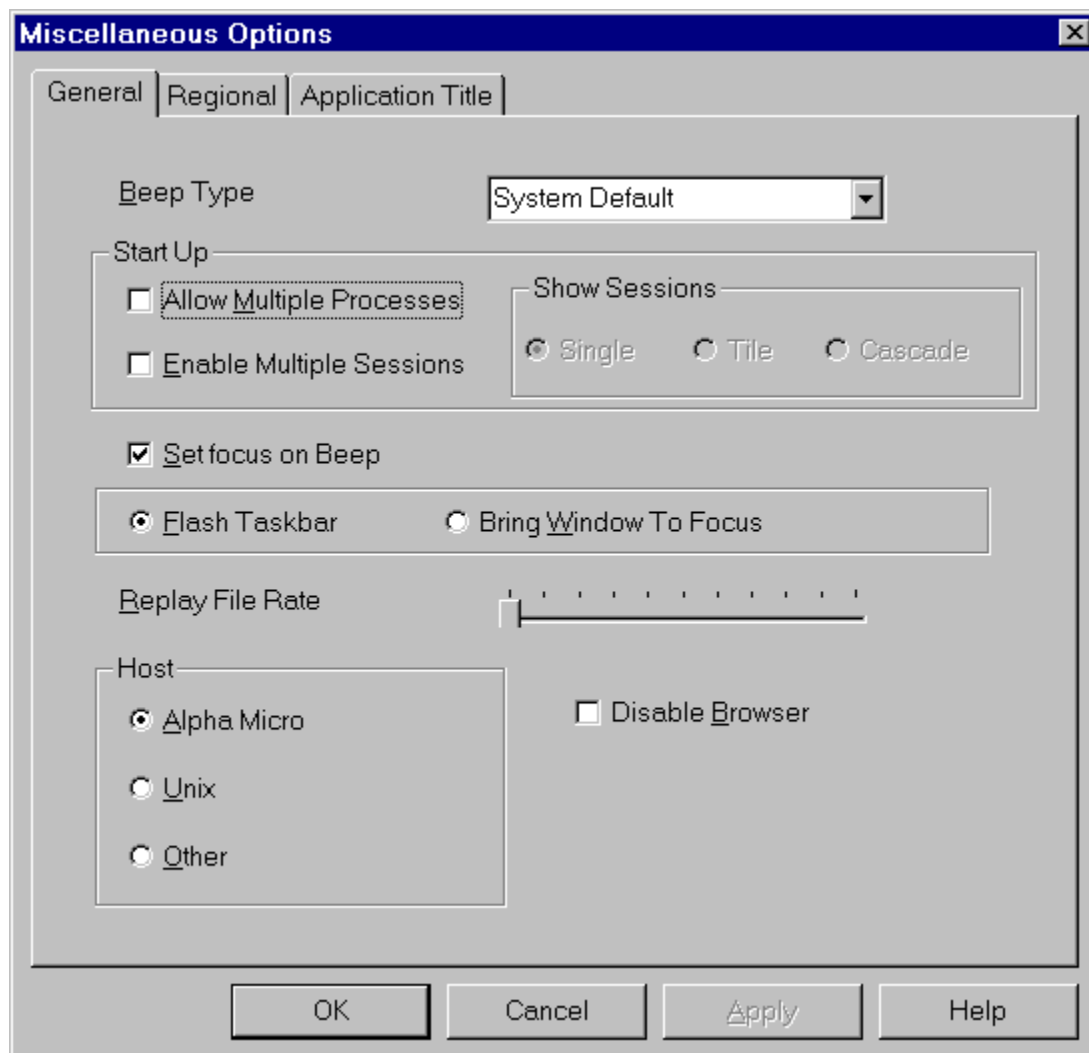 Miscellaneous Options
General Regional Application Title
Beep Type System Default
Start Up
Allow Multiple Processes
Show Sessions
Single Tile Cascade
Enable Multiple Sessions
Set focus on Beep
Flash Taskbar Bring Window To Focus
Replay File Rate
Host
Alpha Micro
Disable Browser
Unix
Other
OK Cancel Apply Help